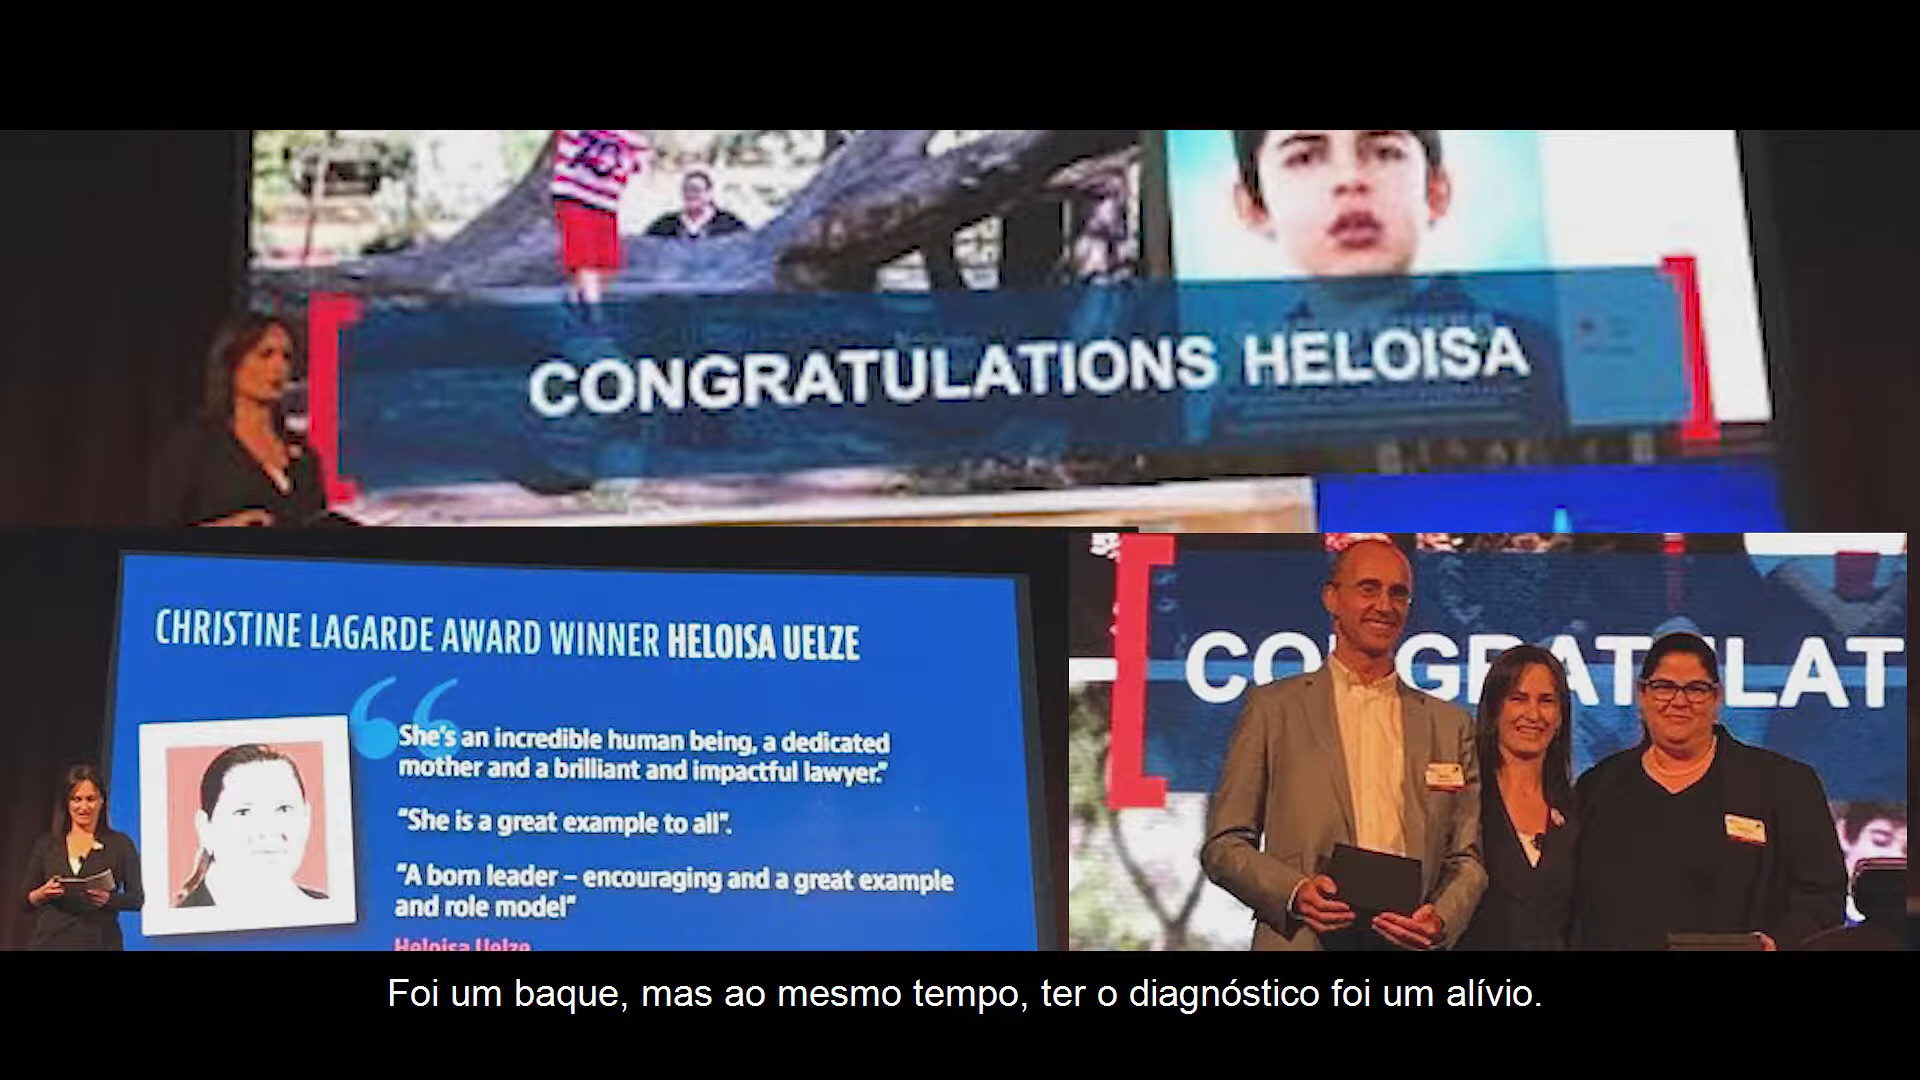 CONGRATULATIONS HELOISA
CHRISTINE LAGARDE AWARD WINNER HELOISA UELZE
“She's an incredible human being, a dedicated
mother and a brilliant and impactful lawyer."
"She is a great example to all".
"A born leader – encouraging and a great example
and role model"
Heloisa Uelze
CONGRATULAT
Foi um baque, mas ao mesmo tempo, ter o diagnóstico foi um alívio.